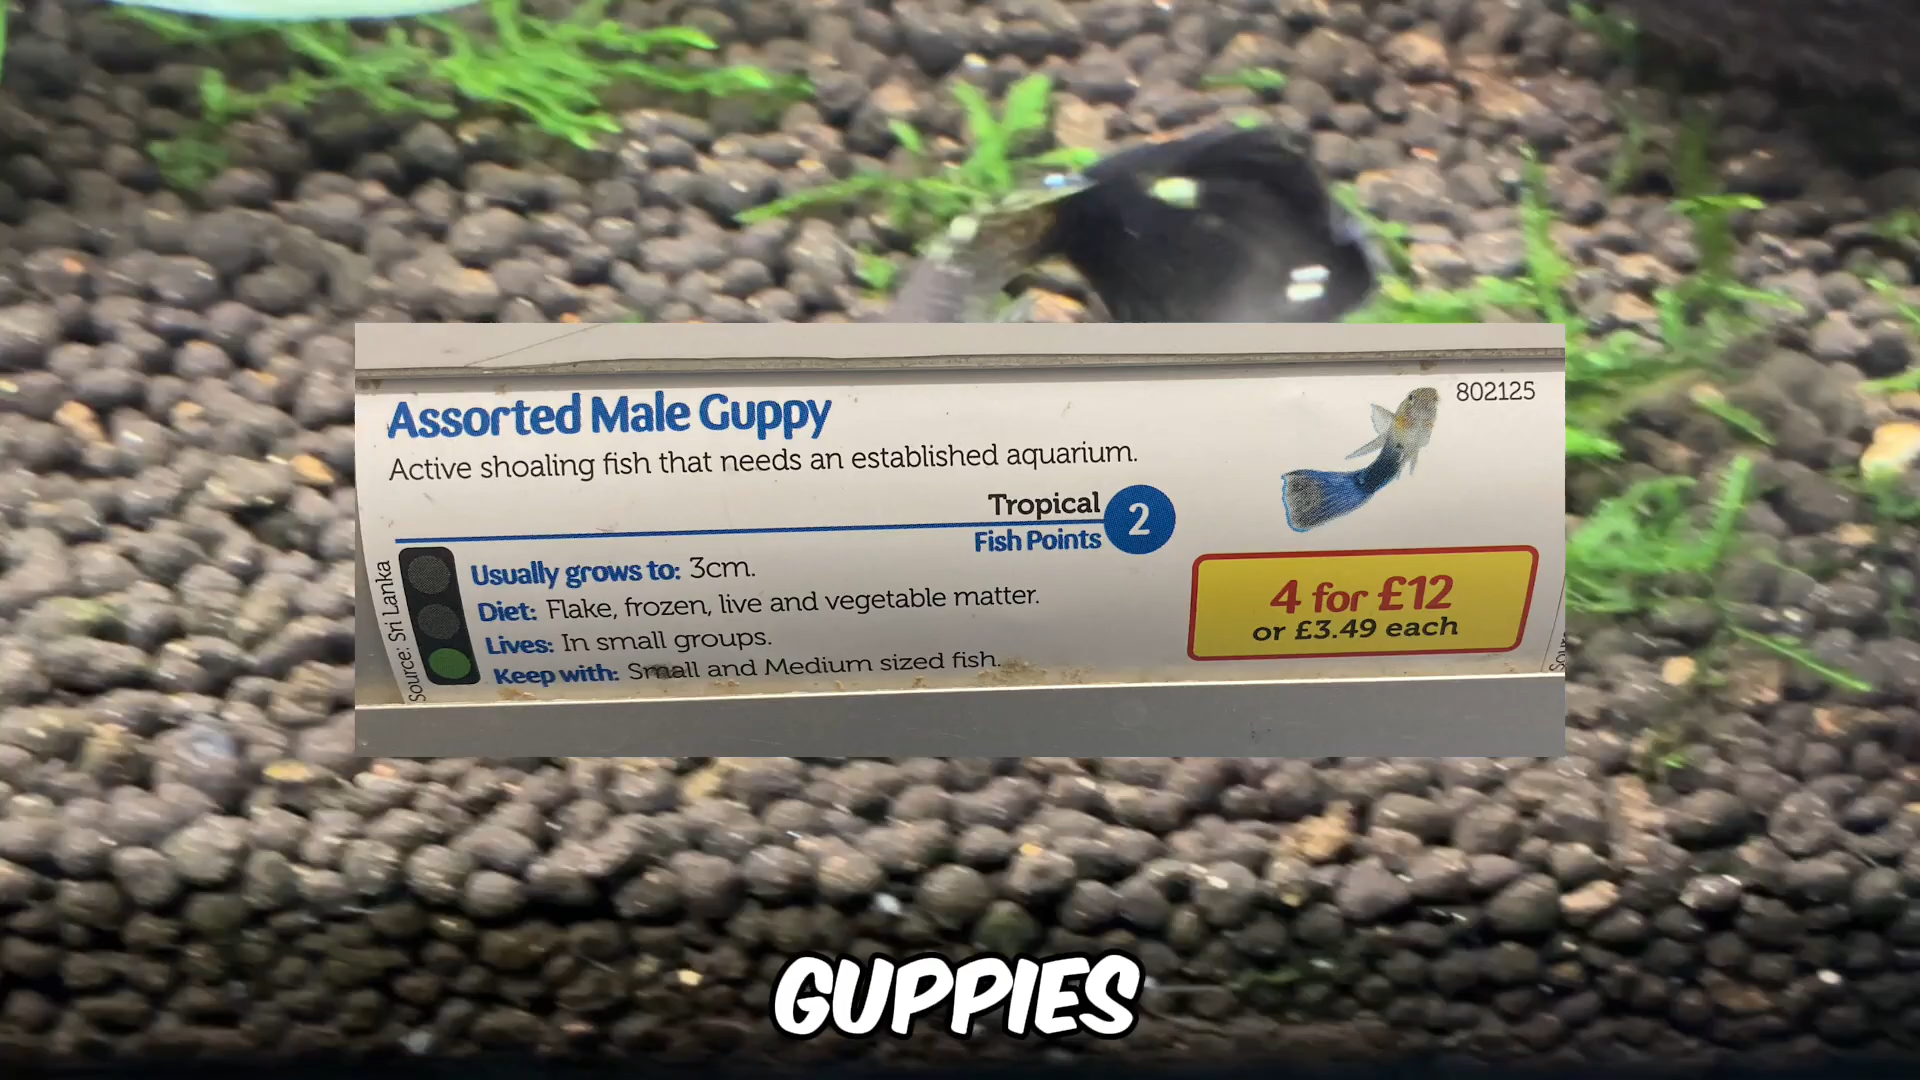 Assorted Male Guppy
802125
Active shoaling fish that needs an established aquarium.
Tropical
2
Fish Points
Source: Sri Lanka
Usually grows to: 3cm.
Diet: Flake, frozen, live and vegetable matter.
Lives: In small groups.
Keep with: Small and Medium sized fish.
4 for £12
or £3.49 each
GUPPIES